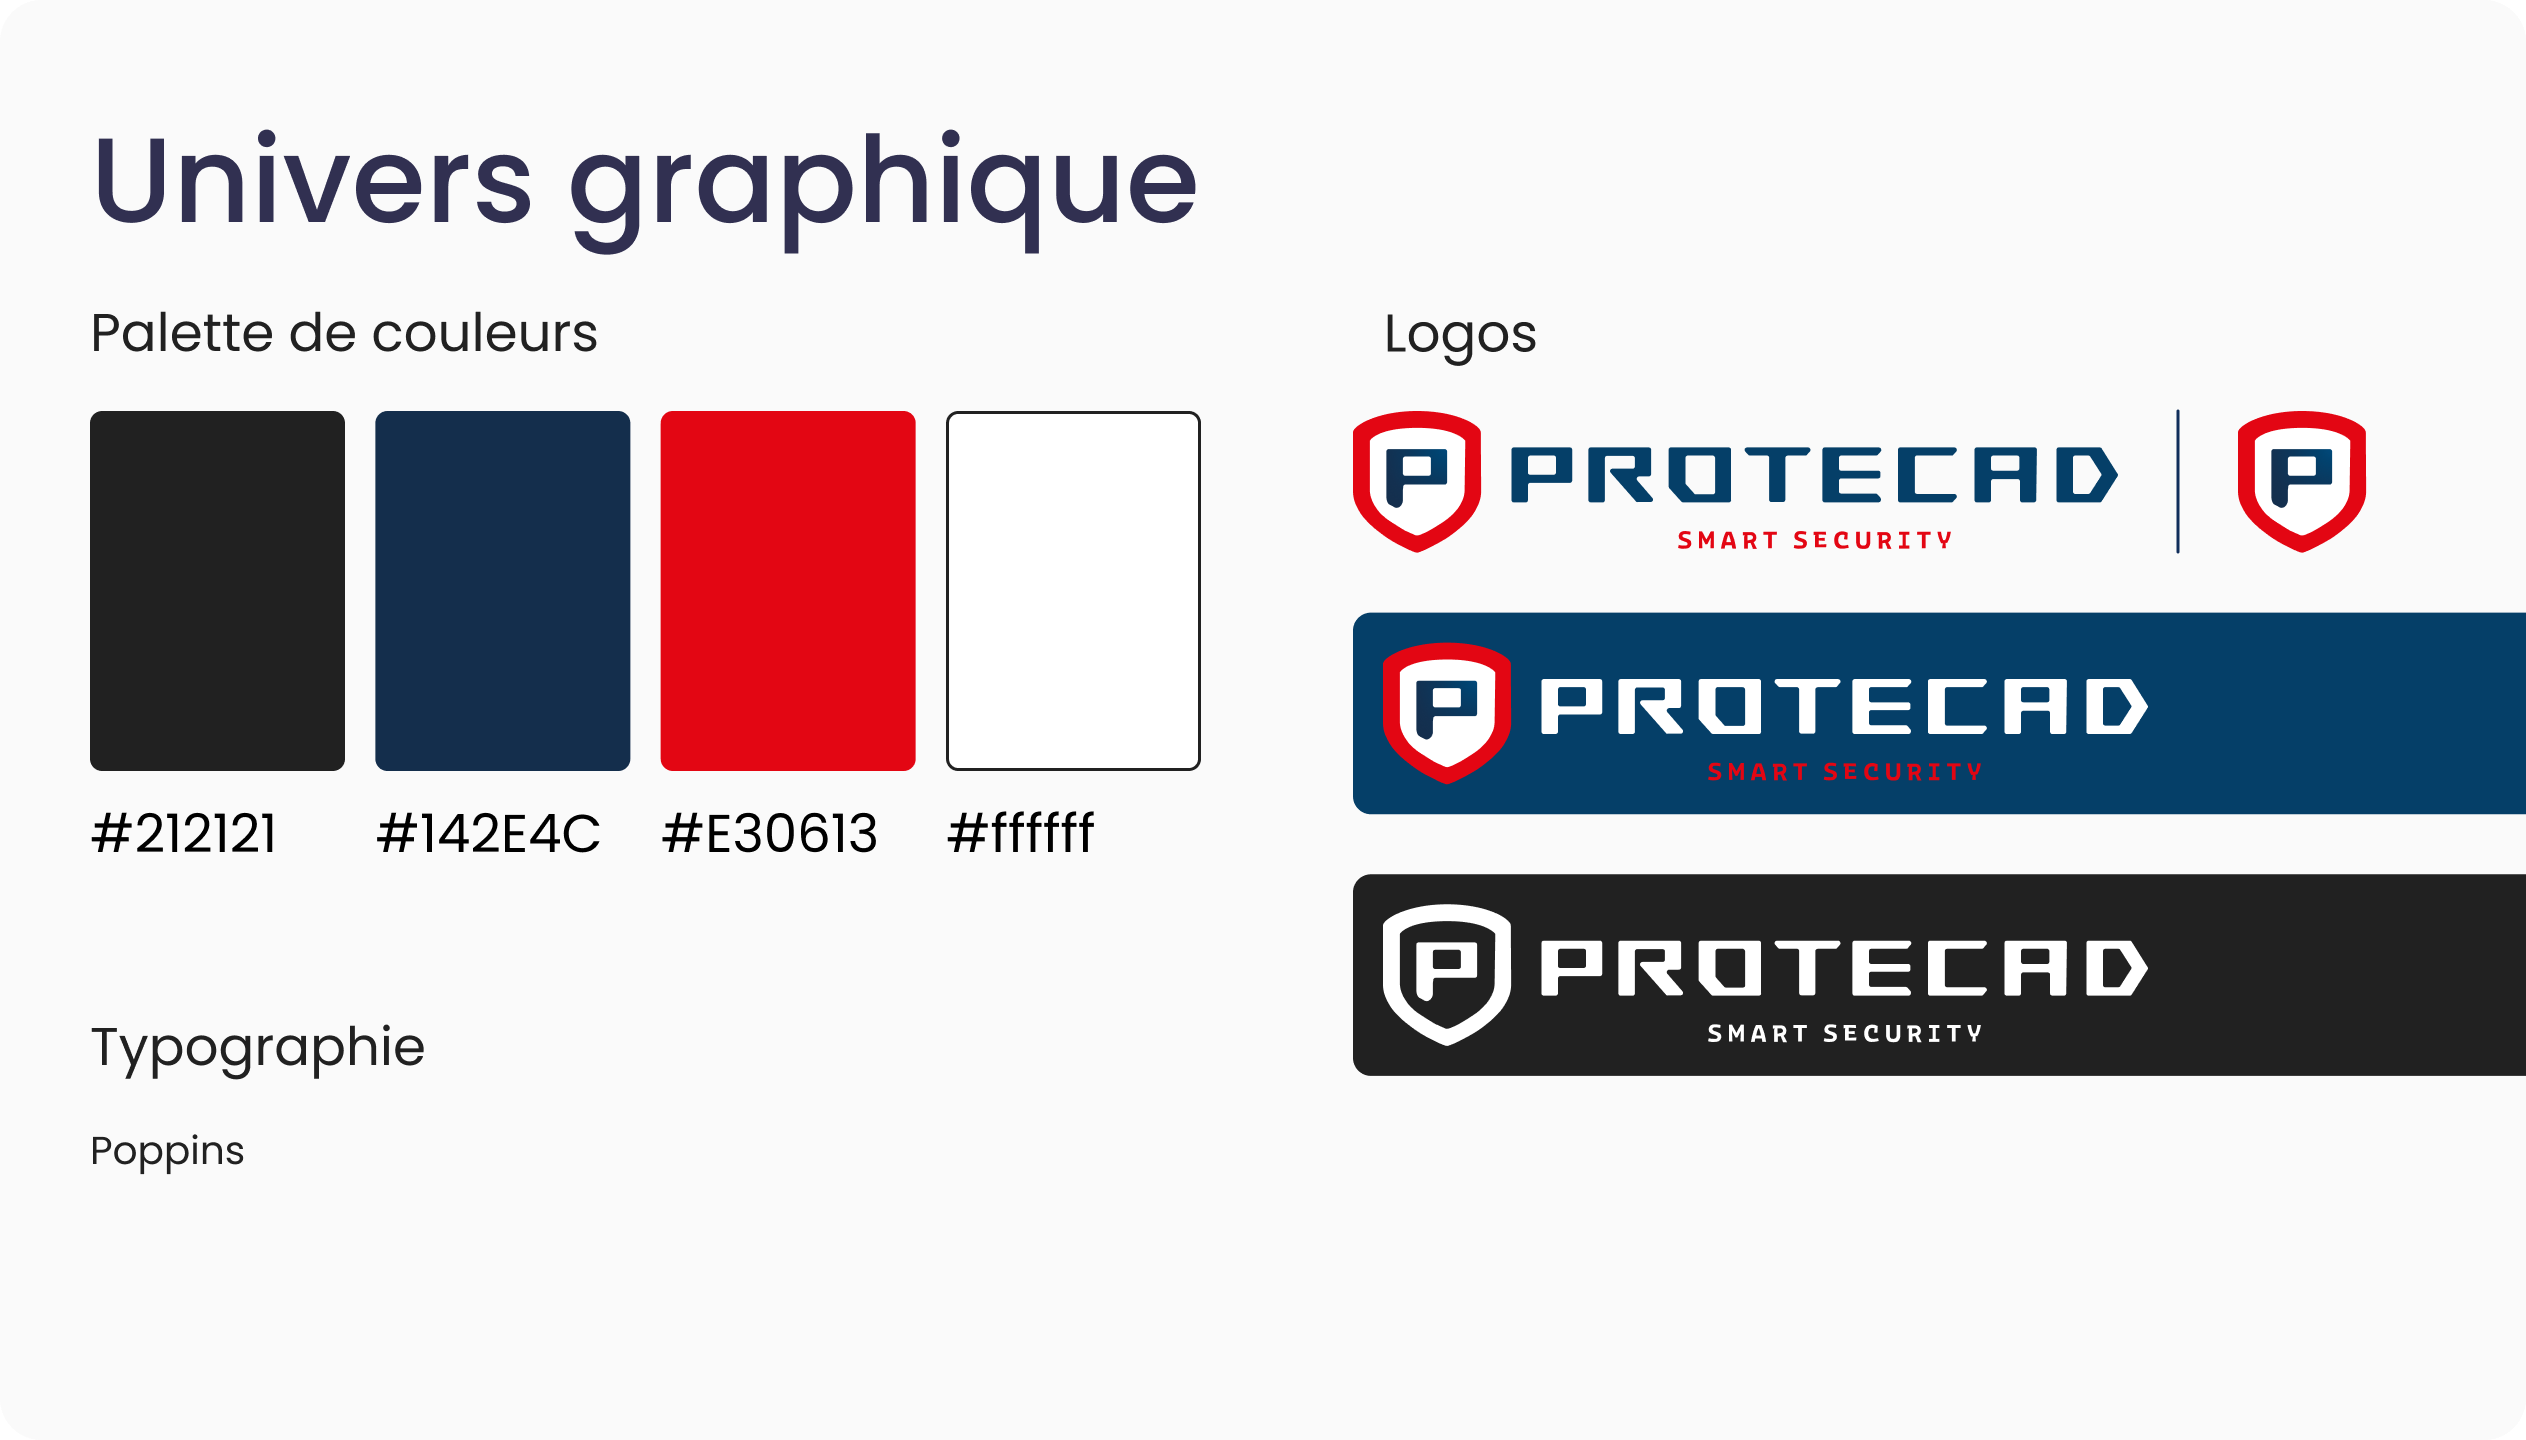 Univers graphique
Palette de couleurs
#212121
#142E4C
#E30613
#ffffff
Typographie
Poppins
Logos
P PROTECAD
SMART SECURITY
P
P PROTECAD
SMART SECURITY
P PROTECAD
SMART SECURITY